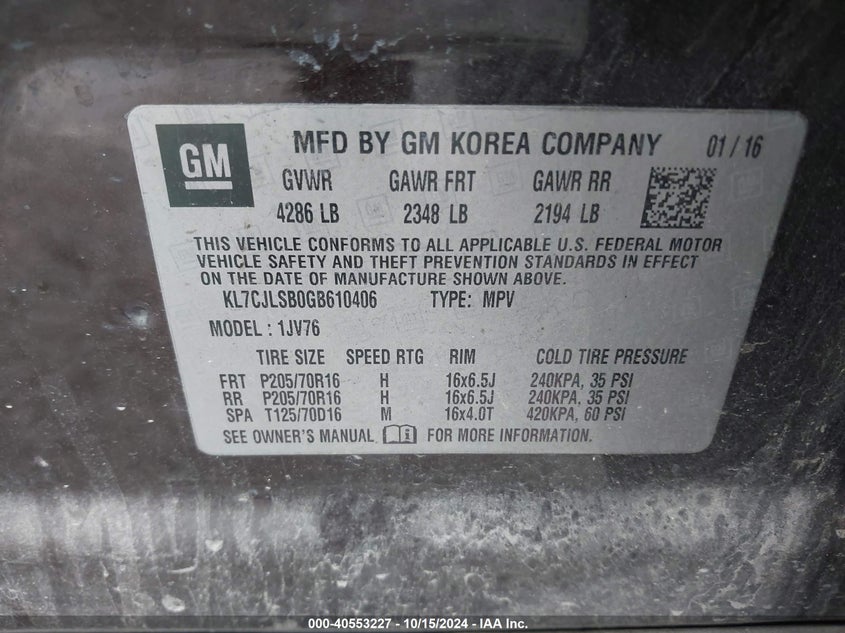 GM MFD BY GM KOREA COMPANY 01 / 16
GVWR GAWR FRT GAWR RR
4286 LB 2348 LB 2194 LB
THIS VEHICLE CONFORMS TO ALL APPLICABLE U.S. FEDERAL MOTOR
VEHICLE SAFETY AND THEFT PREVENTION STANDARDS IN EFFECT
ON THE DATE OF MANUFACTURE SHOWN ABOVE.
KL7CJLSB0GB610406 TYPE: MPV
MODEL : 1JV76
TIRE SIZE SPEED RTG RIM COLD TIRE PRESSURE
FRT P205/70R16 H 16x6.5J 240KPA, 35 PSI
RR P205/70R16 H 16x6.5J 240KPA, 35 PSI
SPA T125/70D16 M 16x4.0T 420KPA, 60 PSI
SEE OWNER'S MANUAL FOR MORE INFORMATION.
000-40553227 - 10/15/2024 - IAA Inc.